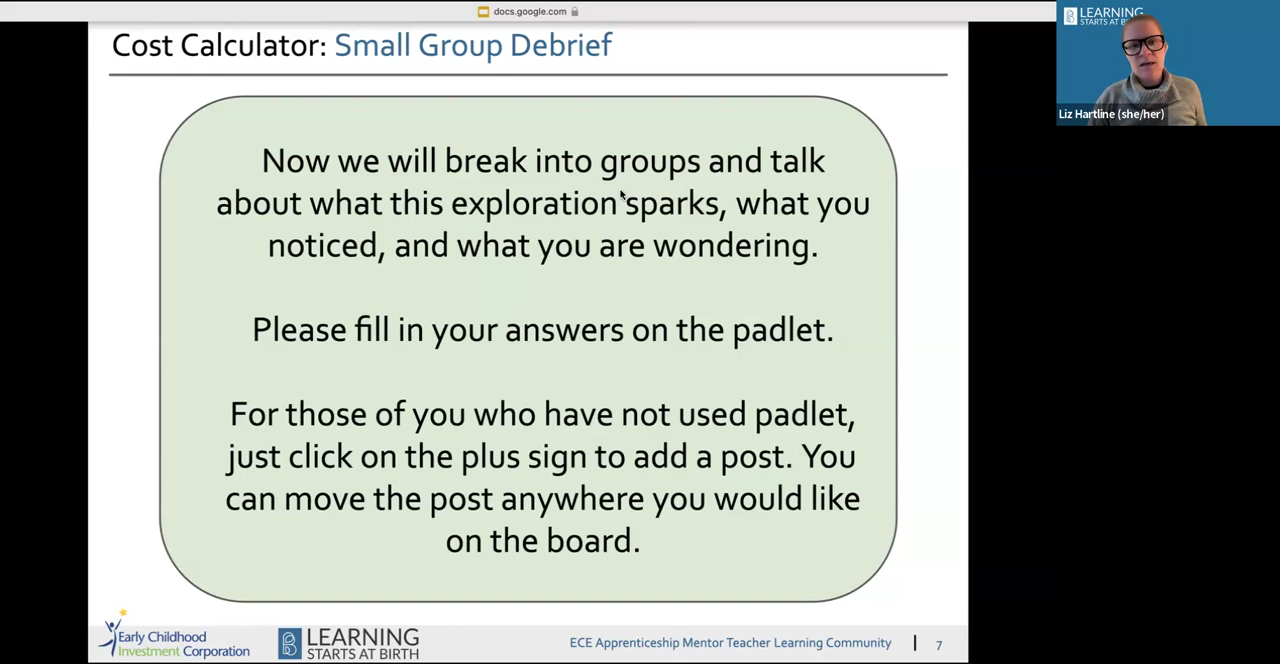 docs.google.com
Cost Calculator: Small Group Debrief
Now we will break into groups and talk
about what this exploration sparks, what you
noticed, and what you are wondering.
Please fill in your answers on the padlet.
For those of you who have not used padlet,
just click on the plus sign to add a post. You
can move the post anywhere you would like
on the board.
Early Childhood
Investment Corporation
LEARNING
STARTS AT BIRTH
ECE Apprenticeship Mentor Teacher Learning Community
7
LEARNING
STARTS AT
Liz Hartline (she/her)